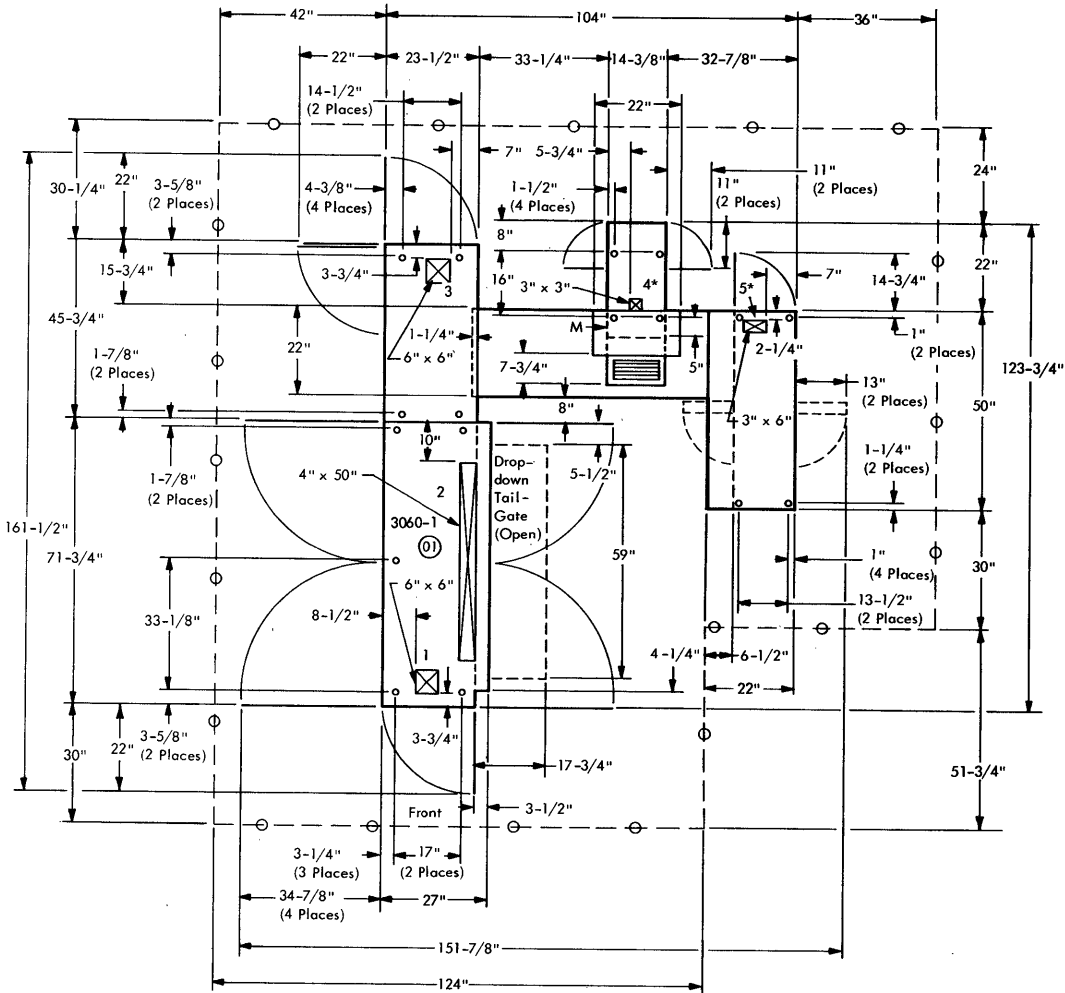 42"
104"
36"
22"
23-1/2"
33-1/4"
14-3/8"
32-7/8"
14-1/2"
(2 Places)
22"
7"
5-3/4"
30-1/4"
22"
3-5/8"
(2 Places)
4-3/8"
(4 Places)
1-1/2"
(4 Places)
11"
(2 Places)
11"
(2 Places)
24"
8"
15-3/4"
3-3/4"
3
16"
3" x 3"
4*
5*
7"
14-3/4"
22"
45-3/4"
M
1-1/4"
22"
6" x 6"
5"
2-1/4"
1"
(2 Places)
123-3/4"
1-7/8"
(2 Places)
7-3/4"
8"
3" x 6"
13"
(2 Places)
50"
10"
5-1/2"
1-7/8"
(2 Places)
4" x 50"
2
Drop-
down
Tail-
Gate
(Open)
1-1/4"
(2 Places)
161-1/2"
71-3/4"
3060-1
01
59"
1"
(4 Places)
30"
6" x 6"
8-1/2"
33-1/8"
13-1/2"
(2 Places)
1
4-1/4"
6-1/2"
22"
3-5/8"
(2 Places)
30"
22"
3-3/4"
17-3/4"
51-3/4"
Front
3-1/2"
3-1/4"
(3 Places)
17"
(2 Places)
34-7/8"
(4 Places)
27"
151-7/8"
124"